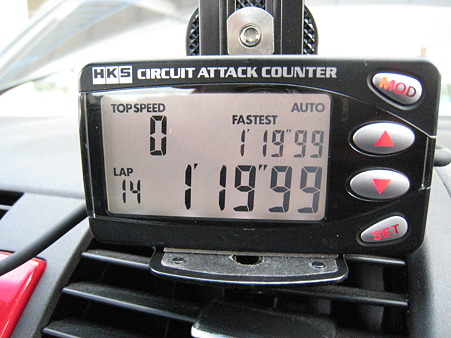 HKS CIRCUIT ATTACK COUNTER
MOD
TOP SPEED FASTEST AUTO
0 1'19"99
LAP
14 1'19"99
SET